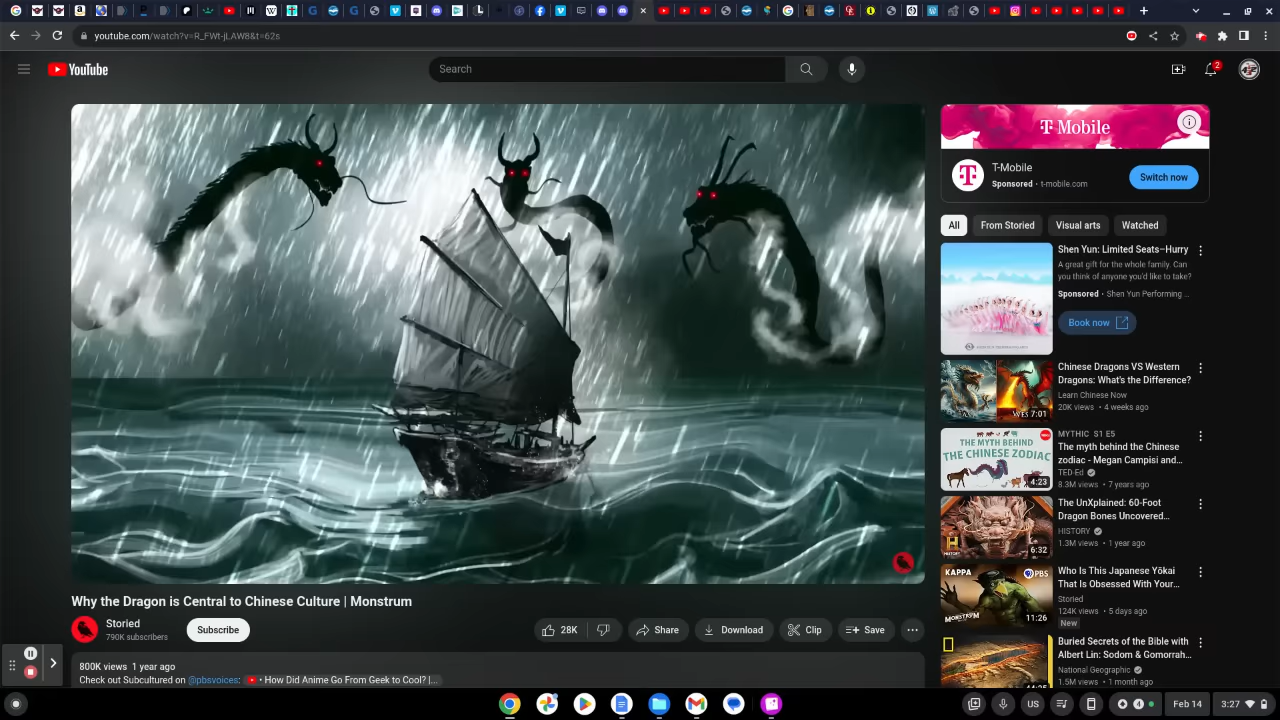 youtube.com/watch?v=R_FWt-jLAW8&t=62s
YouTube
Search
2
T Mobile
T-Mobile
Sponsored · t-mobile.com
Switch now
All
From Storied
Visual arts
Watched
Shen Yun: Limited Seats—Hurry
A great gift for the whole family. Can
you think of anyone you'd like to take?
Sponsored · Shen Yun Performing ...
Book now
Chinese Dragons VS Western
Dragons: What's the Difference?
Learn Chinese Now
20K views • 4 weeks ago
7:01
MYTHIC S1 E5
The myth behind the Chinese
zodiac - Megan Campisi and...
TED-Ed
8.3M views • 7 years ago
THE MYTH BEHIND
THE CHINESE ZODIAC
4:23
The UnXplained: 60-Foot
Dragon Bones Uncovered...
HISTORY
1.3M views • 1 year ago
HISTORY
6:32
Who Is This Japanese Yōkai
That Is Obsessed With Your...
Storied
124K views • 5 days ago
New
KAPPA
PBS
MONSTRUM
11:26
Buried Secrets of the Bible with
Albert Lin: Sodom & Gomorrah...
National Geographic
1.5M views • 1 month ago
44:25
Why the Dragon is Central to Chinese Culture | Monstrum
Storied
790K subscribers
Subscribe
28K
Share
Download
Clip
Save
800K views 1 year ago
Check out Subcultured on @pbsvoices: • How Did Anime Go From Geek to Cool? |...
US
4
Feb 14
3:27